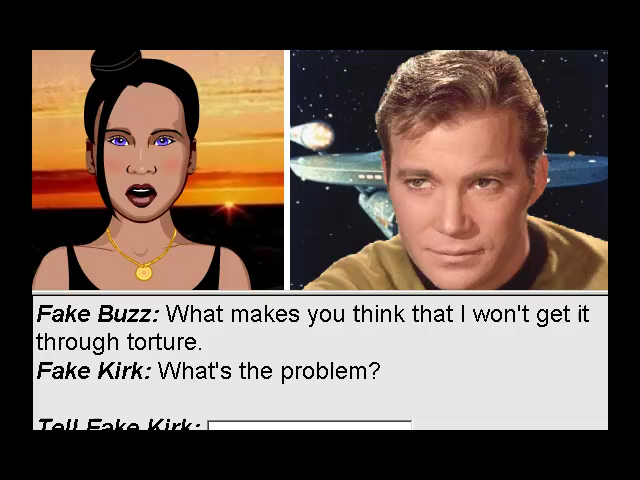 Fake Buzz: What makes you think that I won't get it
through torture.
Fake Kirk: What's the problem?
Tell Fake Kirk: